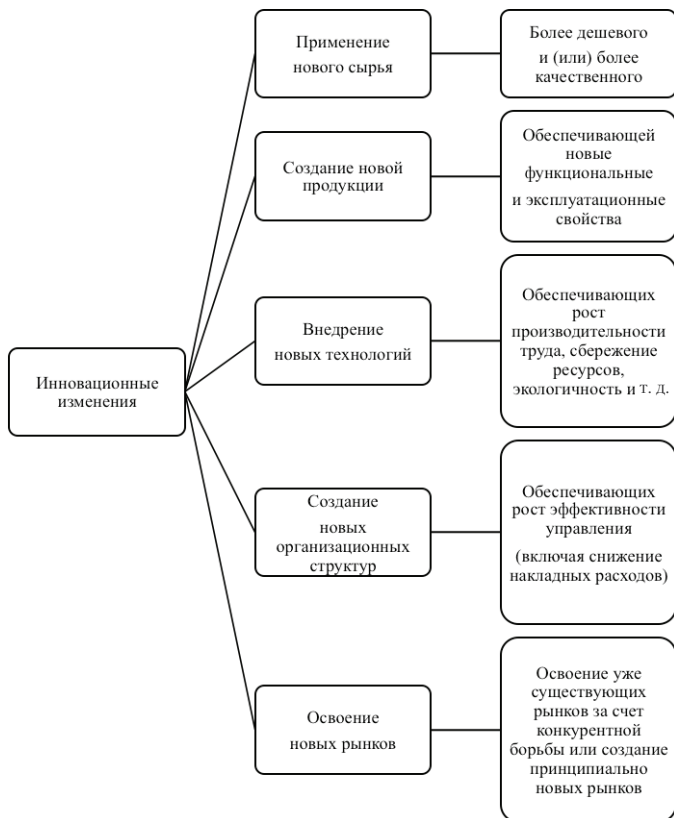 Применение
нового сырья
Более дешевого
и (или) более
качественного
Создание новой
продукции
Обеспечивающей
новые
функциональные
и эксплуатационные
свойства
Инновационные
изменения
Внедрение
новых технологий
Обеспечивающих
рост
производительности
труда, сбережение
ресурсов,
экологичность и т. д.
Создание
новых
организационных
структур
Обеспечивающих
рост эффективности
управления
(включая снижение
накладных расходов)
Освоение
новых рынков
Освоение уже
существующих
рынков за счет
конкурентной
борьбы или создание
принципиально
новых рынков